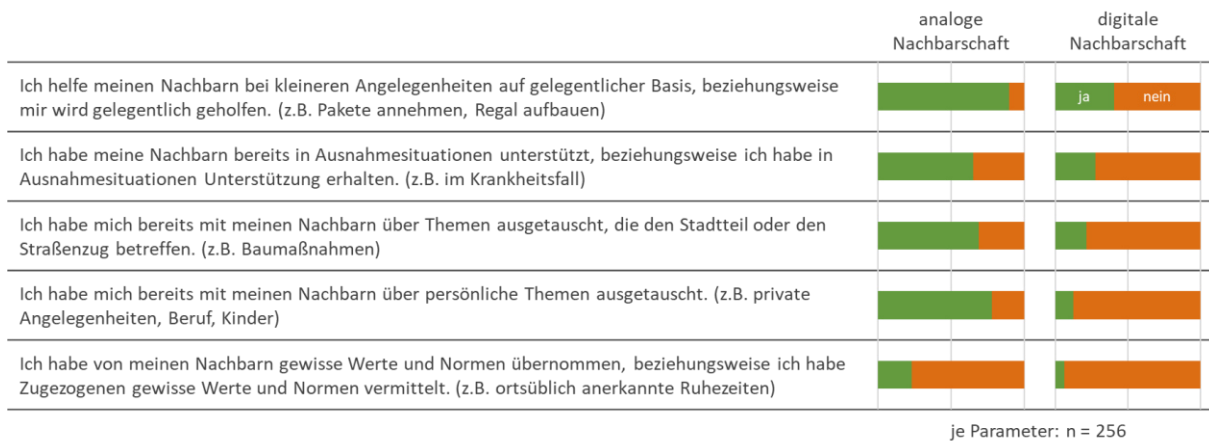 analoge
Nachbarschaft
digitale
Nachbarschaft
Ich helfe meinen Nachbarn bei kleineren Angelegenheiten auf gelegentlicher Basis, beziehungsweise
mir wird gelegentlich geholfen. (z.B. Pakete annehmen, Regal aufbauen)
ja
nein
Ich habe meine Nachbarn bereits in Ausnahmesituationen unterstützt, beziehungsweise ich habe in
Ausnahmesituationen Unterstützung erhalten. (z.B. im Krankheitsfall)
Ich habe mich bereits mit meinen Nachbarn über Themen ausgetauscht, die den Stadtteil oder den
Straßenzug betreffen. (z.B. Baumaßnahmen)
Ich habe mich bereits mit meinen Nachbarn über persönliche Themen ausgetauscht. (z.B. private
Angelegenheiten, Beruf, Kinder)
Ich habe von meinen Nachbarn gewisse Werte und Normen übernommen, beziehungsweise ich habe
Zugezogenen gewisse Werte und Normen vermittelt. (z.B. ortsüblich anerkannte Ruhezeiten)
je Parameter: n = 256